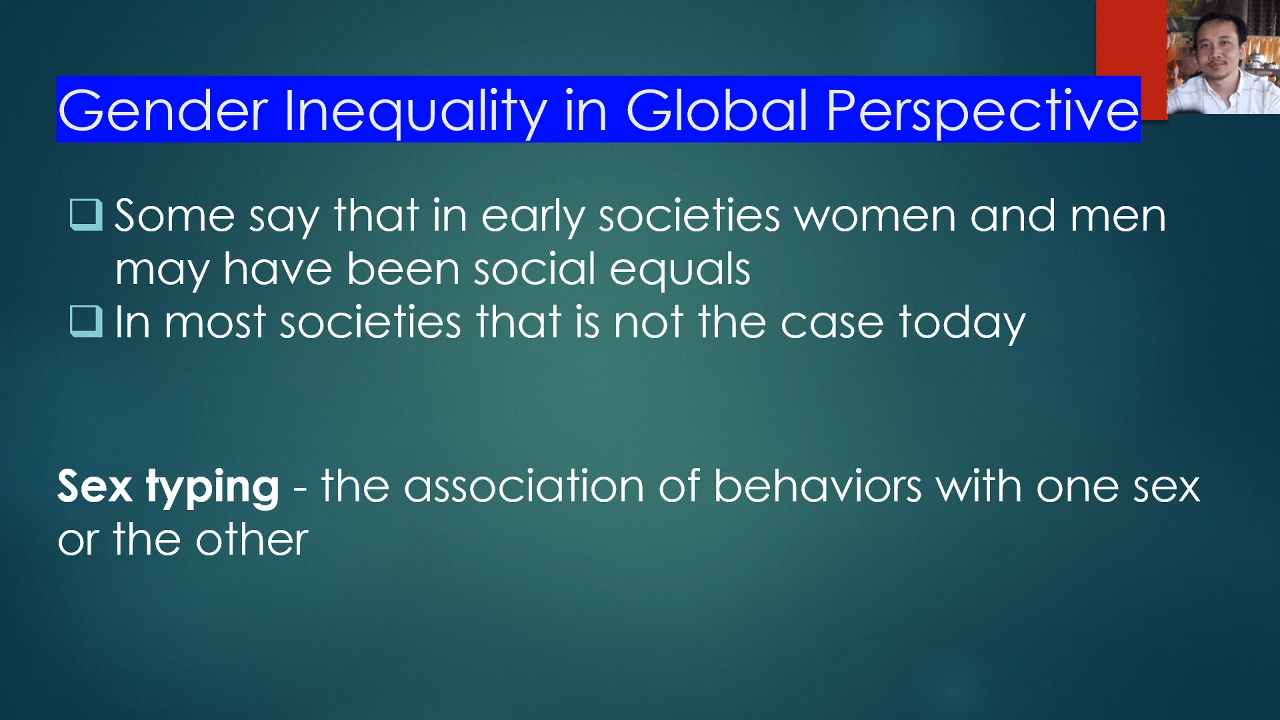 Gender Inequality in Global Perspective
Some say that in early societies women and men
may have been social equals
In most societies that is not the case today
Sex typing - the association of behaviors with one sex
or the other